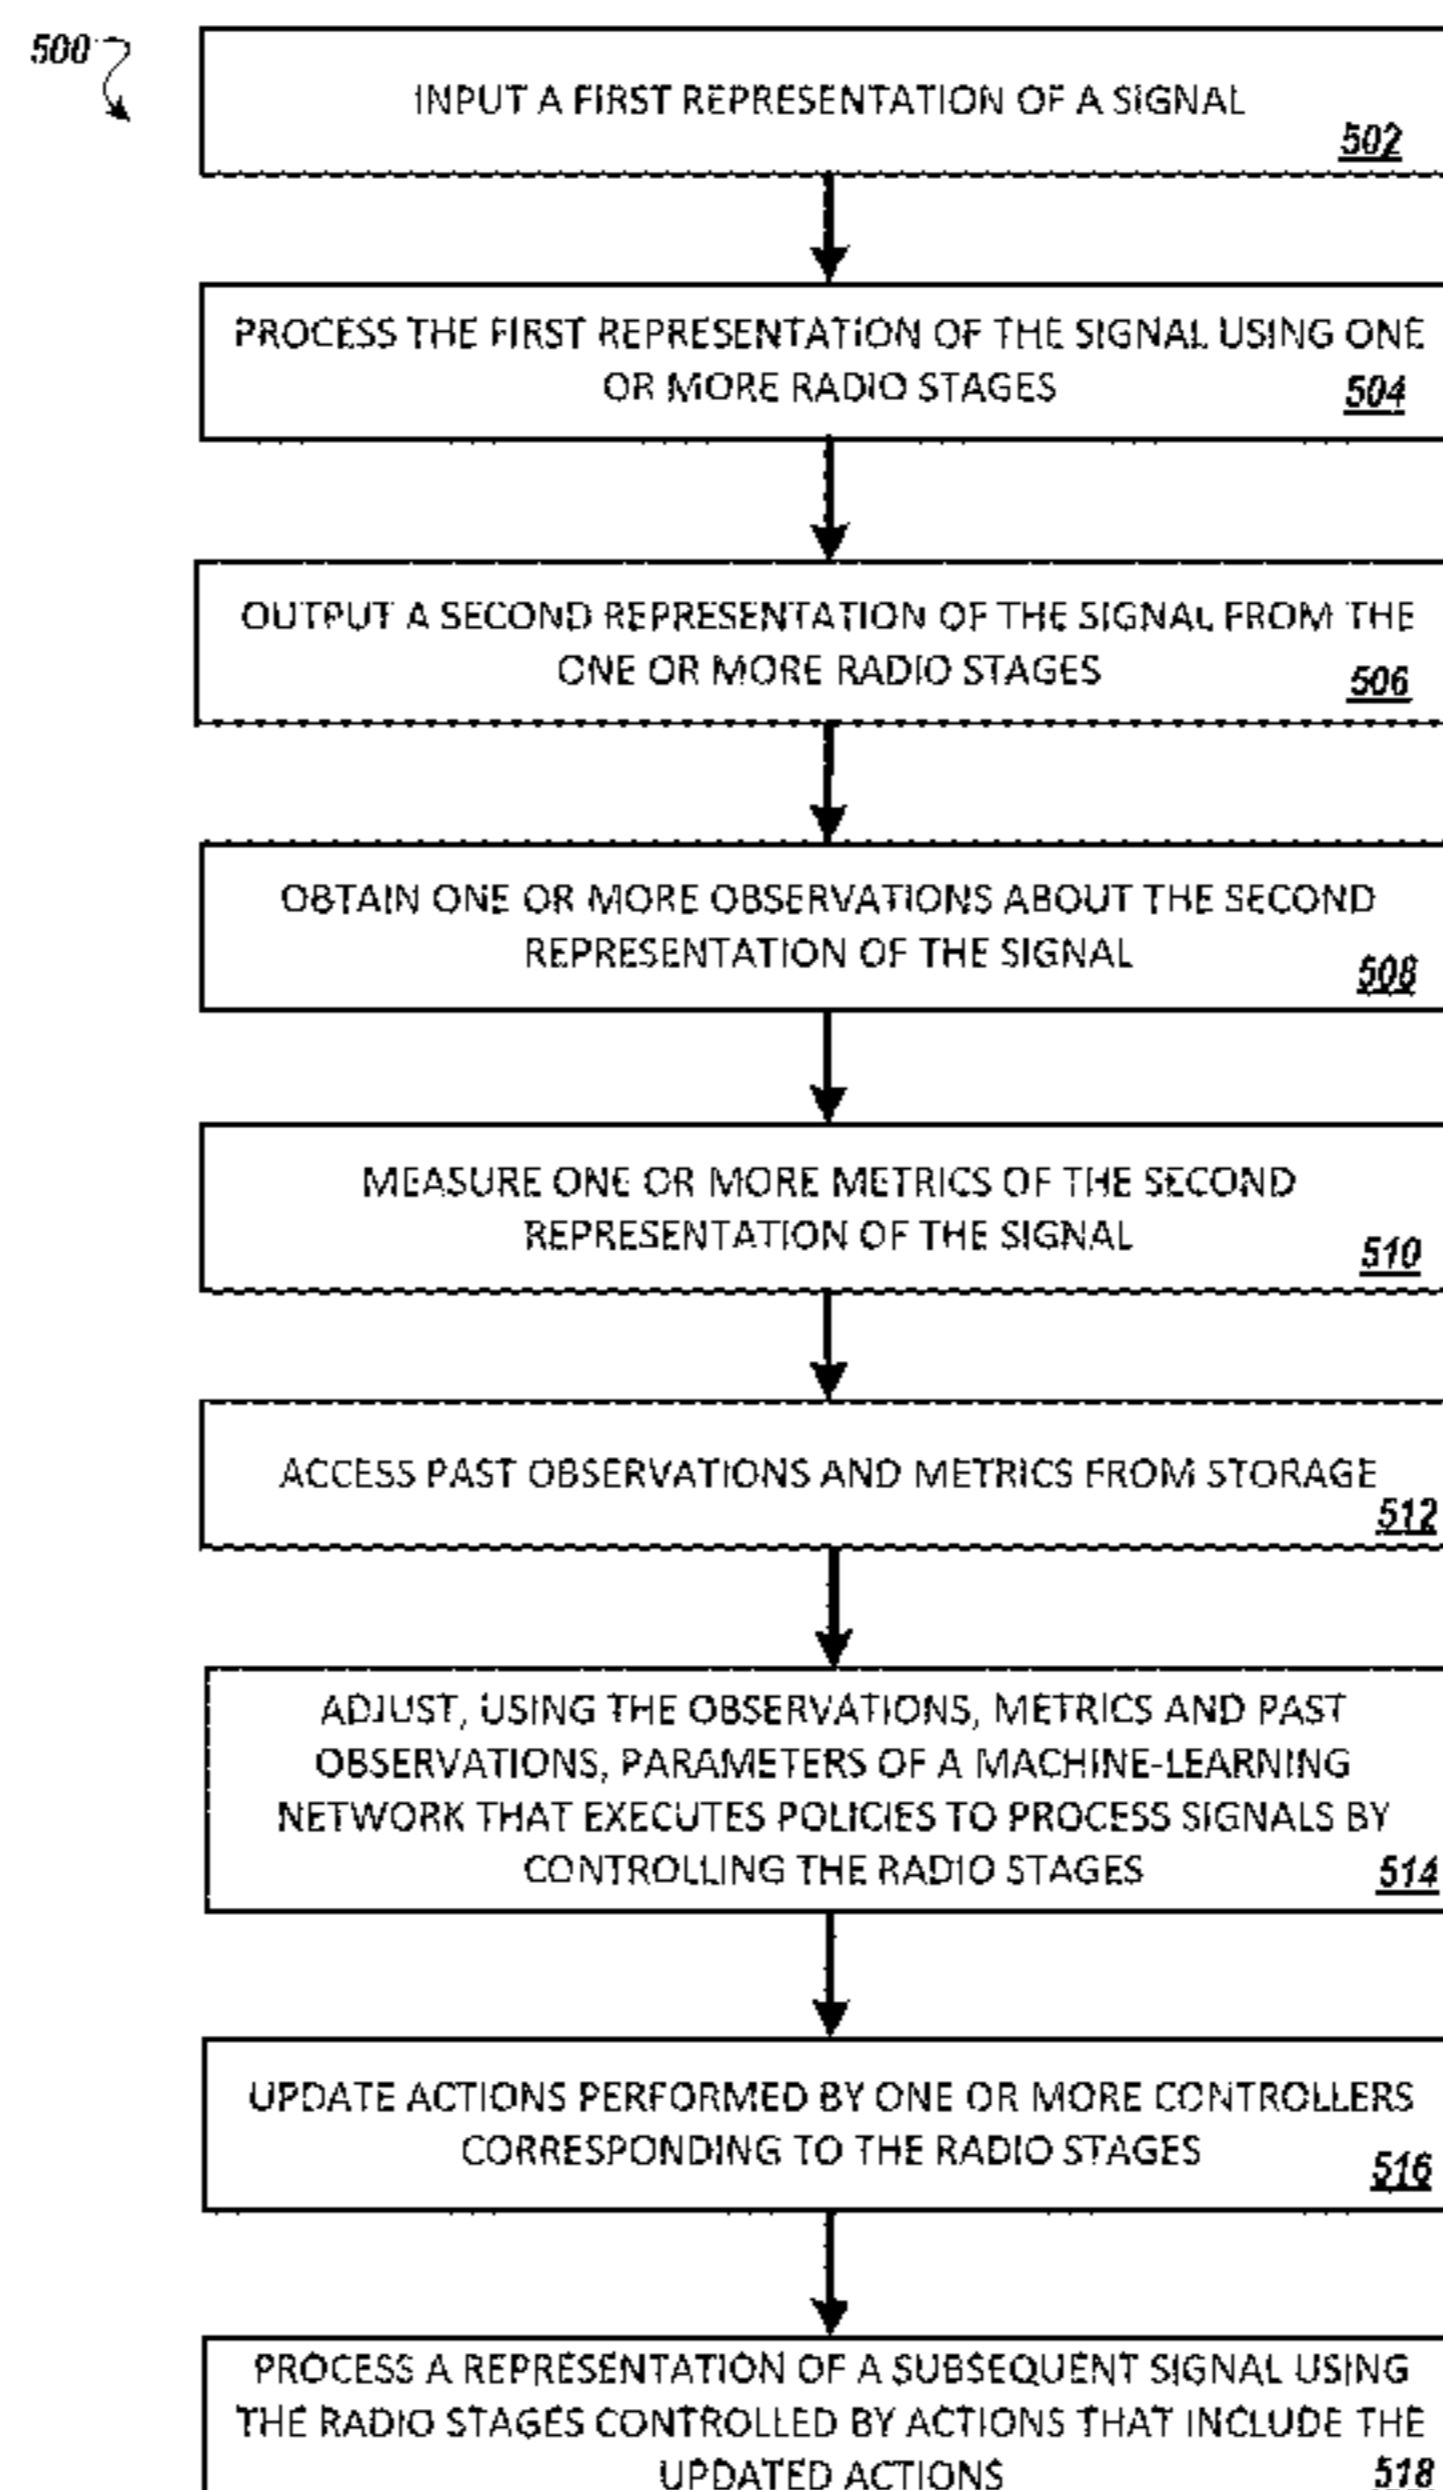 500
INPUT A FIRST REPRESENTATION OF A SIGNAL
502
PROCESS THE FIRST REPRESENTATION OF THE SIGNAL USING ONE
OR MORE RADIO STAGES
504
OUTPUT A SECOND REPRESENTATION OF THE SIGNAL FROM THE
ONE OR MORE RADIO STAGES
506
OBTAIN ONE OR MORE OBSERVATIONS ABOUT THE SECOND
REPRESENTATION OF THE SIGNAL
508
MEASURE ONE OR MORE METRICS OF THE SECOND
REPRESENTATION OF THE SIGNAL
510
ACCESS PAST OBSERVATIONS AND METRICS FROM STORAGE
512
ADJUST, USING THE OBSERVATIONS, METRICS AND PAST
OBSERVATIONS, PARAMETERS OF A MACHINE-LEARNING
NETWORK THAT EXECUTES POLICIES TO PROCESS SIGNALS BY
CONTROLLING THE RADIO STAGES
514
UPDATE ACTIONS PERFORMED BY ONE OR MORE CONTROLLERS
CORRESPONDING TO THE RADIO STAGES
516
PROCESS A REPRESENTATION OF A SUBSEQUENT SIGNAL USING
THE RADIO STAGES CONTROLLED BY ACTIONS THAT INCLUDE THE
UPDATED ACTIONS
518